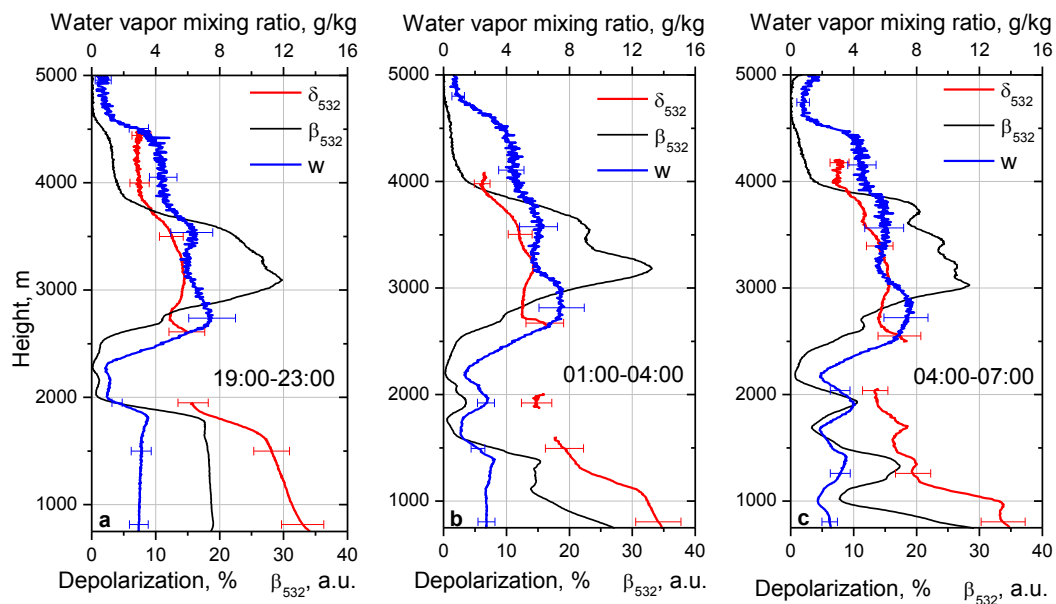 Water vapor mixing ratio, g/kg
0 4 8 12 16
5000
4000
3000
2000
1000
Height, m
δ532
β532
w
19:00-23:00
a
0 10 20 30 40
Depolarization, % β532, a.u.
Water vapor mixing ratio, g/kg
0 4 8 12 16
5000
4000
3000
2000
1000
δ532
β532
w
01:00-04:00
b
0 10 20 30 40
Depolarization, % β532, a.u.
Water vapor mixing ratio, g/kg
0 4 8 12 16
5000
4000
3000
2000
1000
δ532
β532
w
04:00-07:00
c
0 10 20 30 40
Depolarization, % β532, a.u.